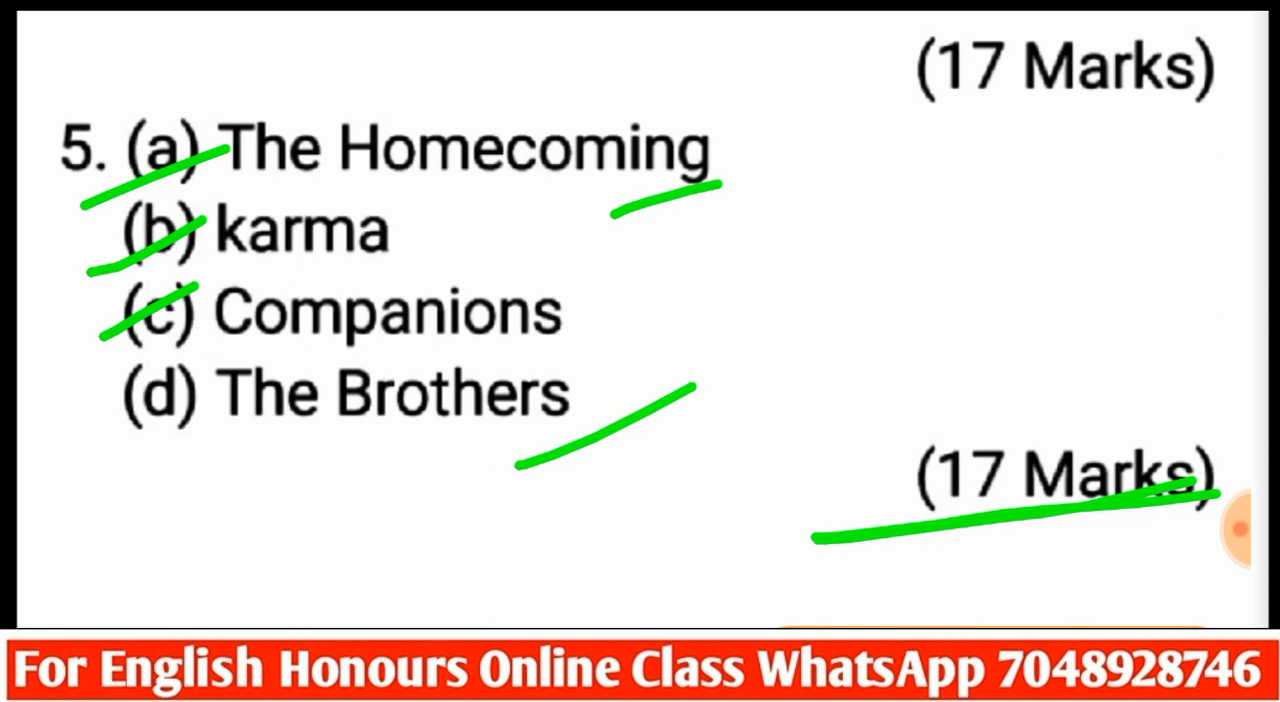 (17 Marks)
5. (a) The Homecoming
(b) karma
(c) Companions
(d) The Brothers
(17 Marks)
For English Honours Online Class WhatsApp 7048928746